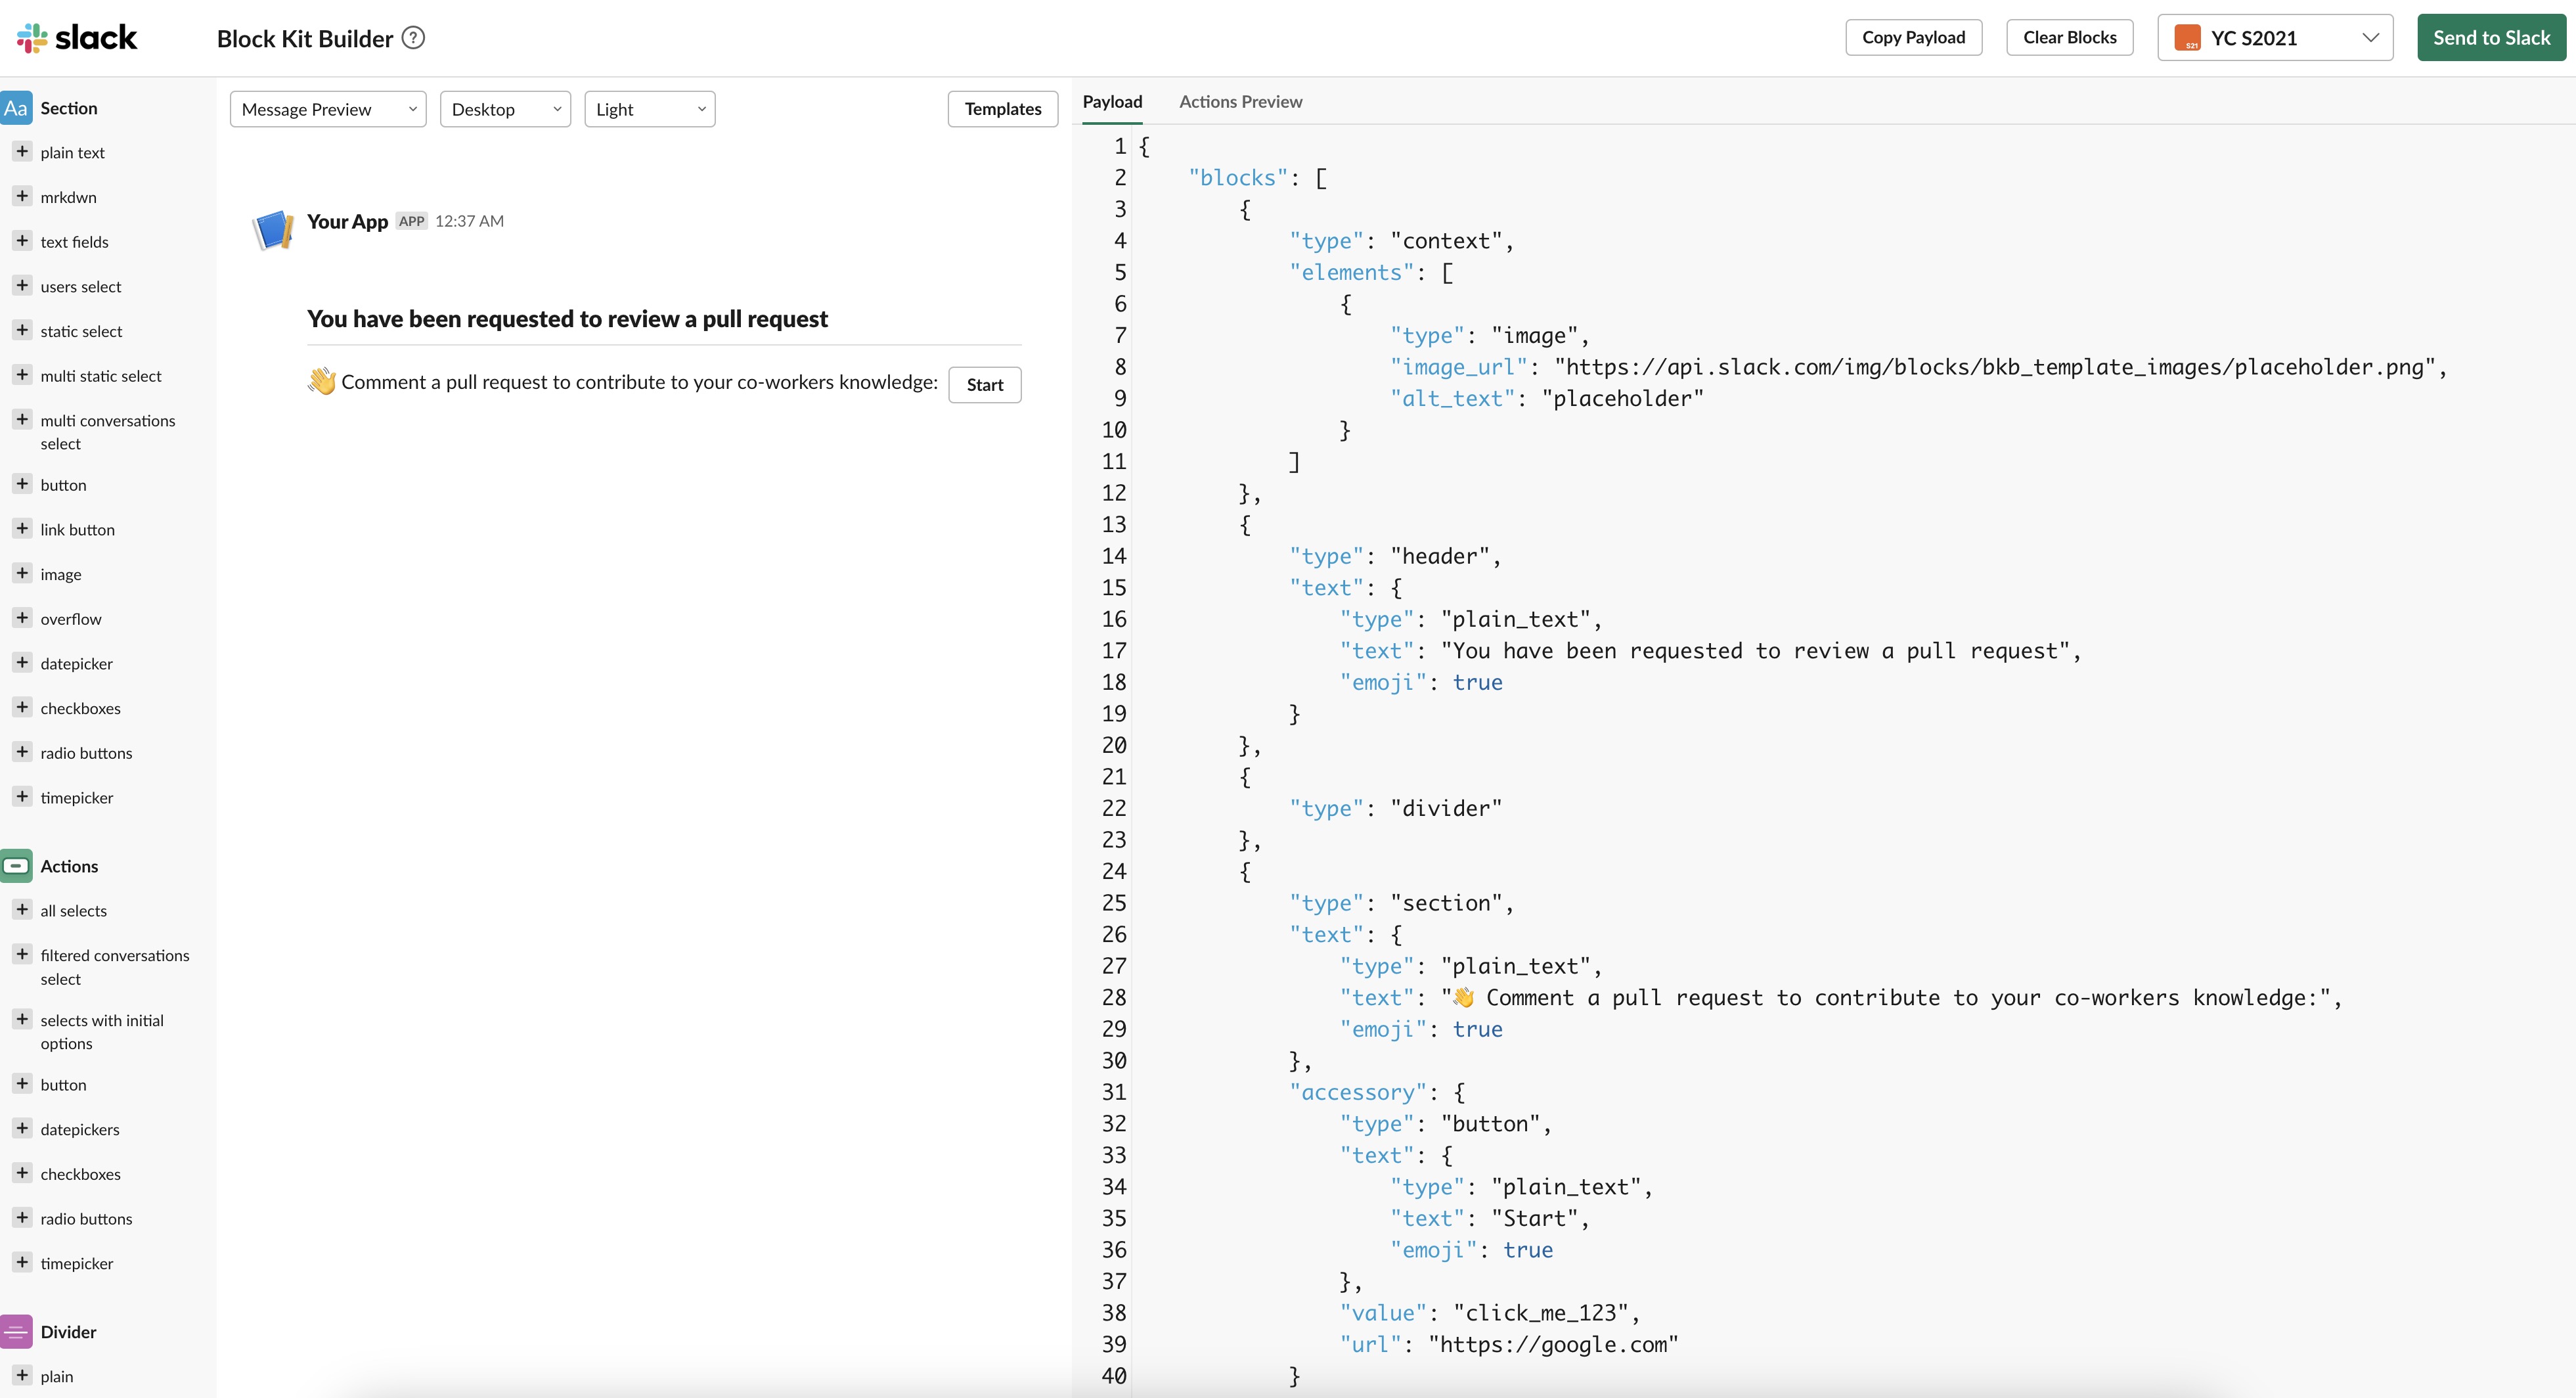 slack
Block Kit Builder ?
Copy Payload
Clear Blocks
S21
YC S2021
Send to Slack
Aa Section
plain text
mrkdwn
text fields
users select
static select
multi static select
multi conversations
select
button
link button
image
overflow
datepicker
checkboxes
radio buttons
timepicker
Actions
all selects
filtered conversations
select
selects with initial
options
button
datepickers
checkboxes
radio buttons
timepicker
Divider
plain
Message Preview
Desktop
Light
Templates
Your App APP 12:37 AM
You have been requested to review a pull request
👋 Comment a pull request to contribute to your co-workers knowledge: Start
Payload Actions Preview
1 {
2 "blocks": [
3 {
4 "type": "context",
5 "elements": [
6 {
7 "type": "image",
8 "image_url": "https://api.slack.com/img/blocks/bkb_template_images/placeholder.png",
9 "alt_text": "placeholder"
10 }
11 ]
12 },
13 {
14 "type": "header",
15 "text": {
16 "type": "plain_text",
17 "text": "You have been requested to review a pull request",
18 "emoji": true
19 }
20 },
21 {
22 "type": "divider"
23 },
24 {
25 "type": "section",
26 "text": {
27 "type": "plain_text",
28 "text": "👋 Comment a pull request to contribute to your co-workers knowledge:",
29 "emoji": true
30 },
31 "accessory": {
32 "type": "button",
33 "text": {
34 "type": "plain_text",
35 "text": "Start",
36 "emoji": true
37 },
38 "value": "click_me_123",
39 "url": "https://google.com"
40 }